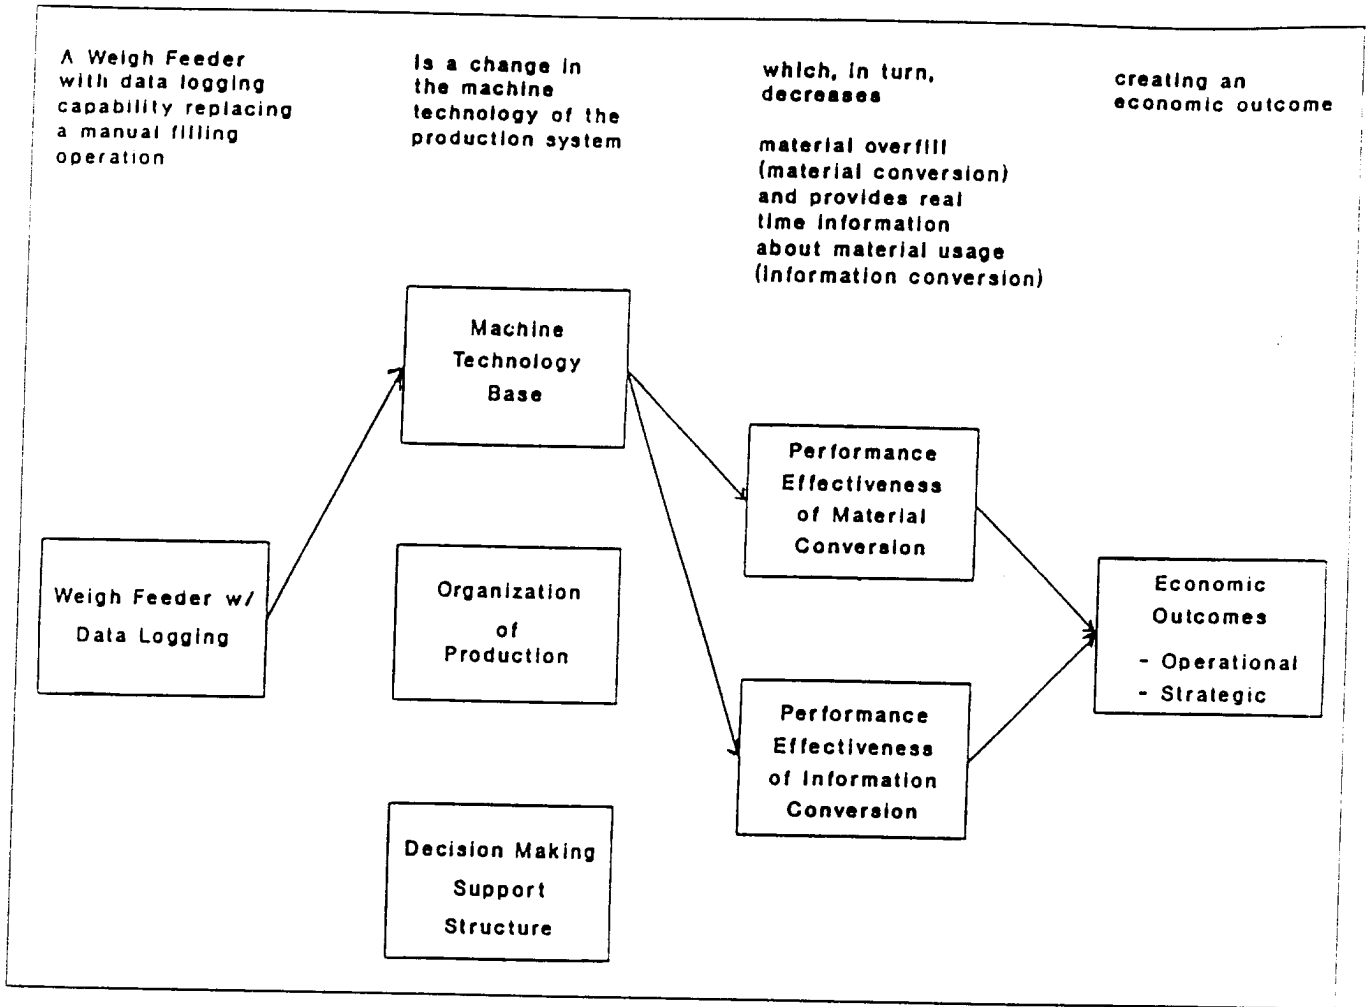 A Weigh Feeder
with data logging
capability replacing
a manual filling
operation
is a change in
the machine
technology of the
production system
which, in turn,
decreases
material overfill
(material conversion)
and provides real
time information
about material usage
(information conversion)
creating an
economic outcome
Machine
Technology
Base
Performance
Effectiveness
of Material
Conversion
Weigh Feeder w/
Data Logging
Organization
of
Production
Economic
Outcomes
- Operational
- Strategic
Performance
Effectiveness
of Information
Conversion
Decision Making
Support
Structure